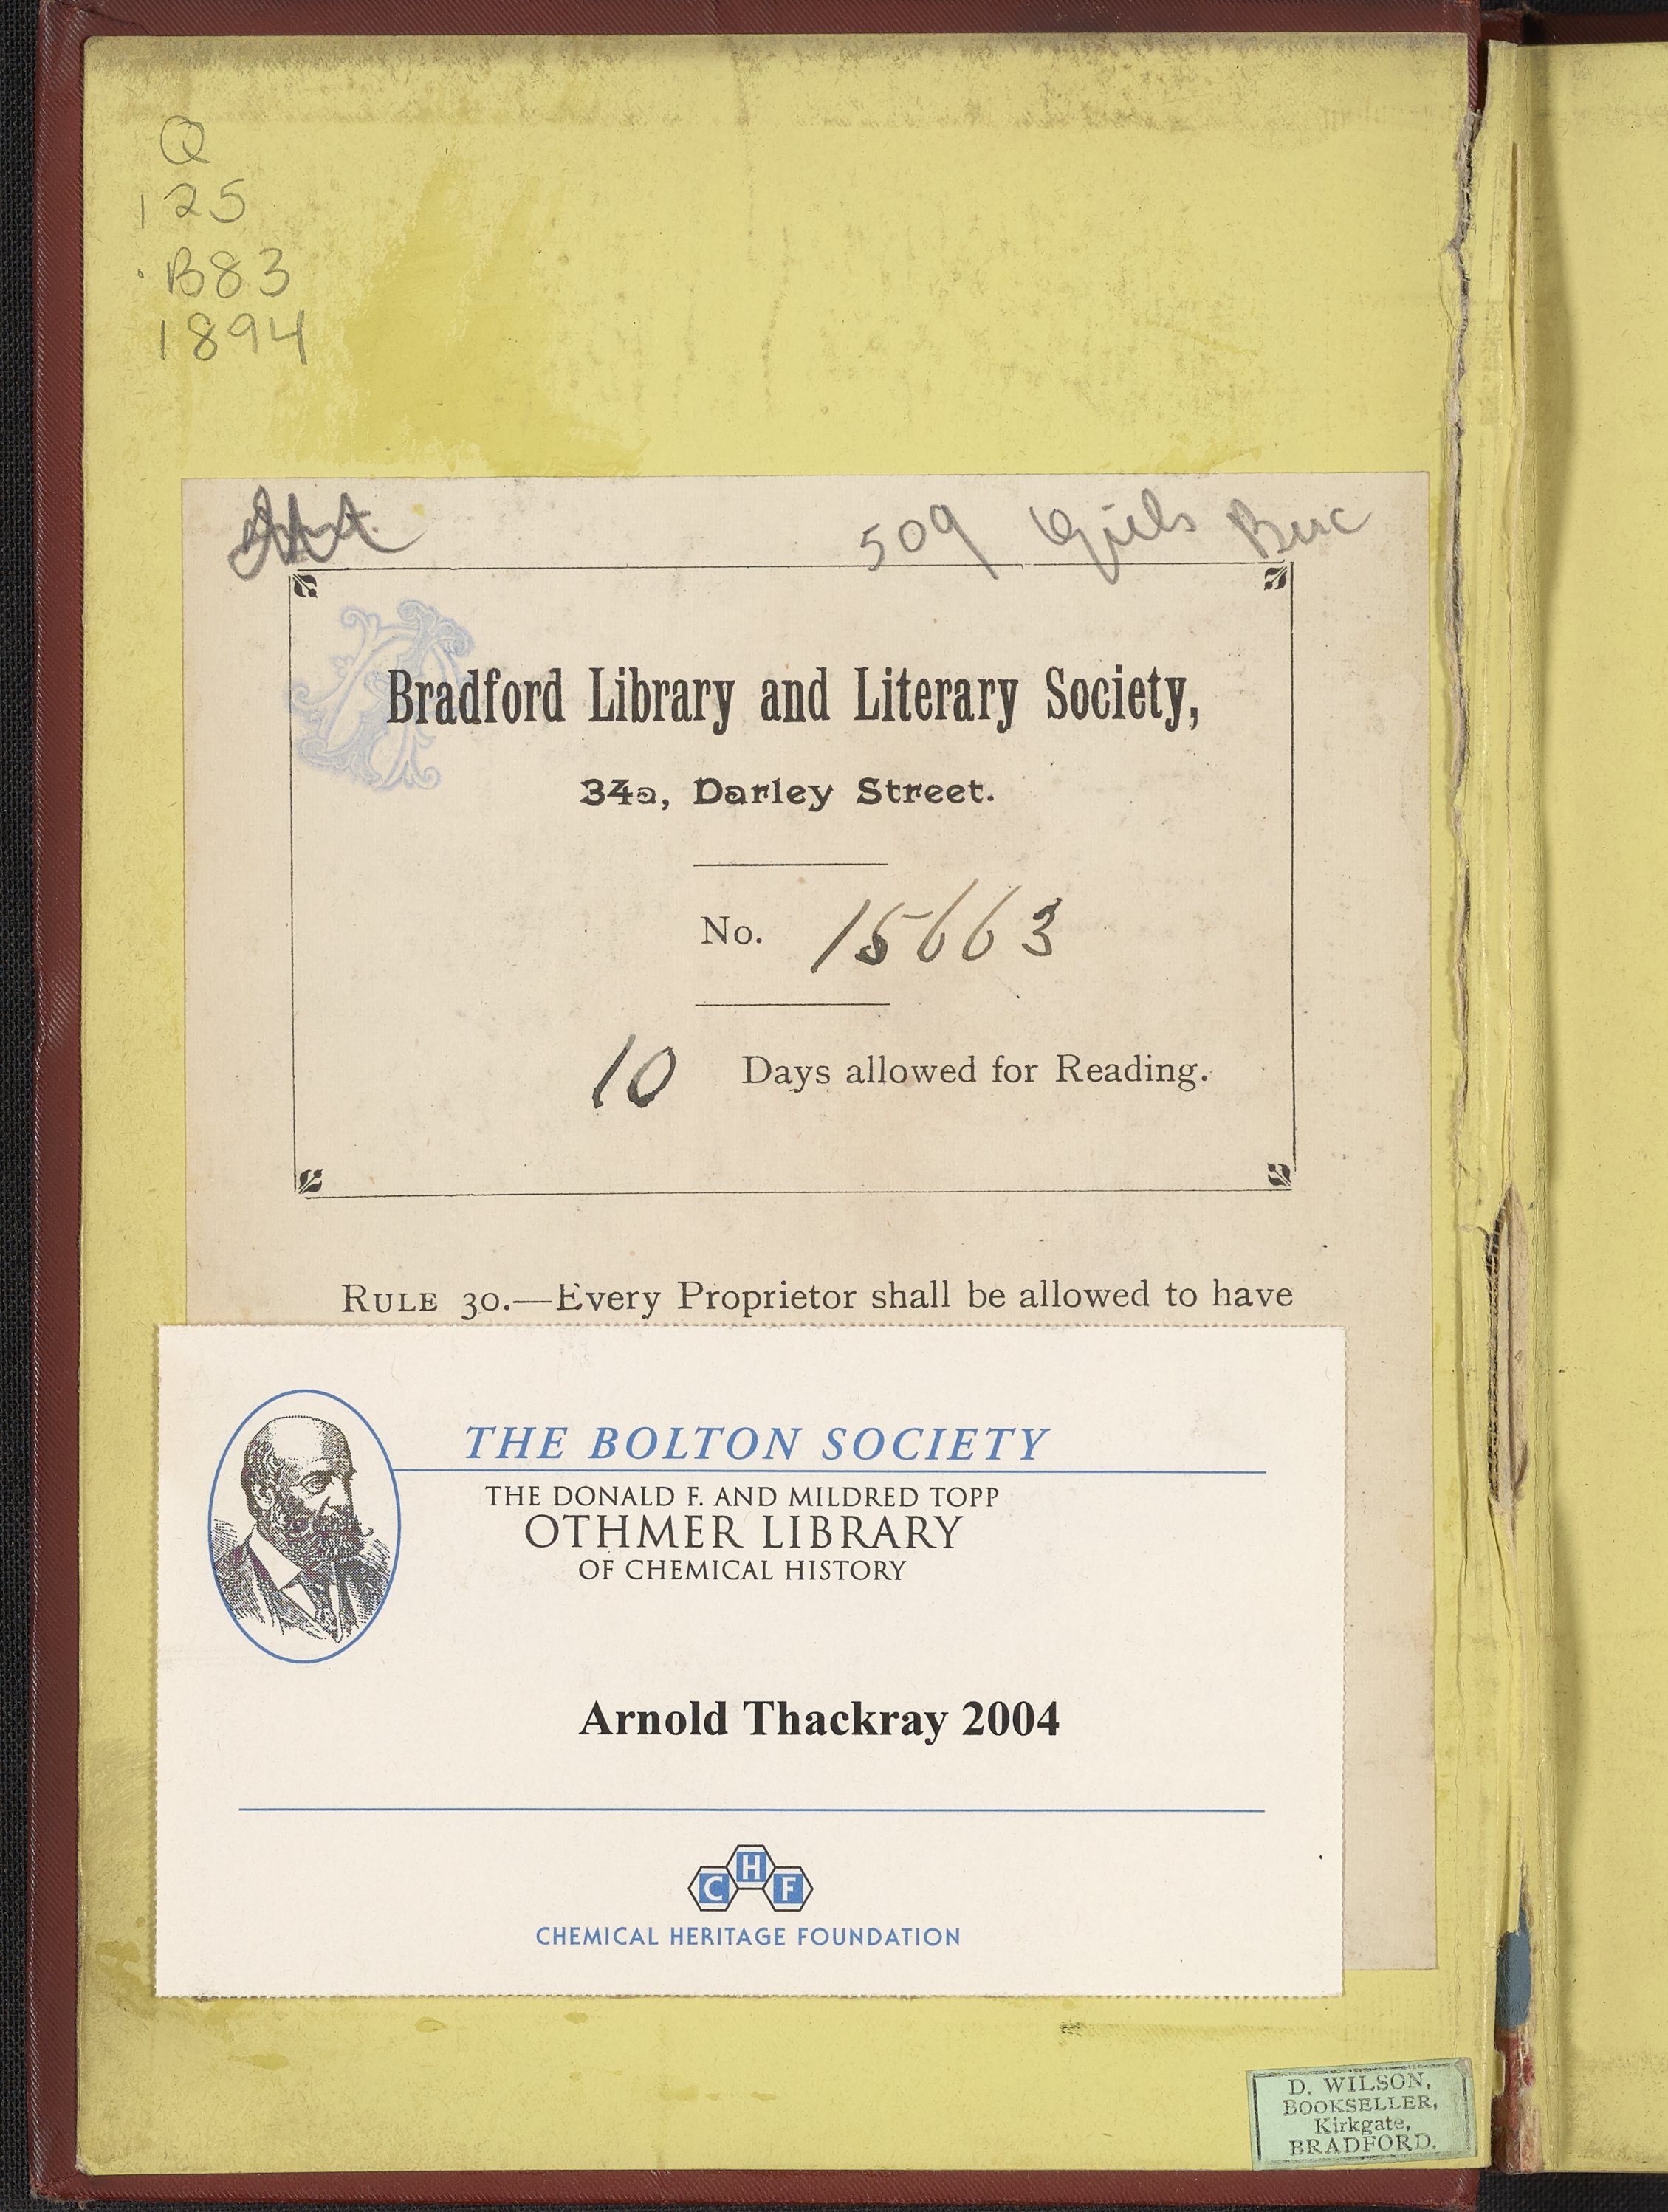 Q
125
.B83
1894
509 Girls Buc
Bradford Library and Literary Society,
34a, Darley Street.
No. 15663
10 Days allowed for Reading.
RULE 30.—Every Proprietor shall be allowed to have
THE BOLTON SOCIETY
THE DONALD F. AND MILDRED TOPP
OTHMER LIBRARY
OF CHEMICAL HISTORY
Arnold Thackray 2004
C H F
CHEMICAL HERITAGE FOUNDATION
D. WILSON,
BOOKSELLER,
Kirkgate,
BRADFORD.